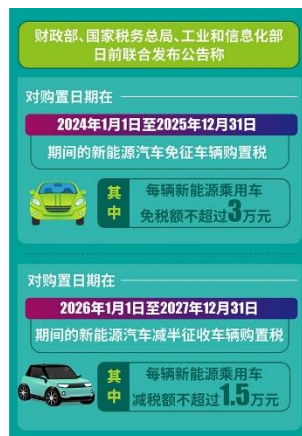 财政部、国家税务总局、工业和信息化部
日前联合发布公告称
对购置日期在
2024年1月1日至2025年12月31日
期间的新能源汽车免征车辆购置税
其中
每辆新能源乘用车
免税额不超过3万元
对购置日期在
2026年1月1日至2027年12月31日
期间的新能源汽车减半征收车辆购置税
其中
每辆新能源乘用车
减税额不超过1.5万元